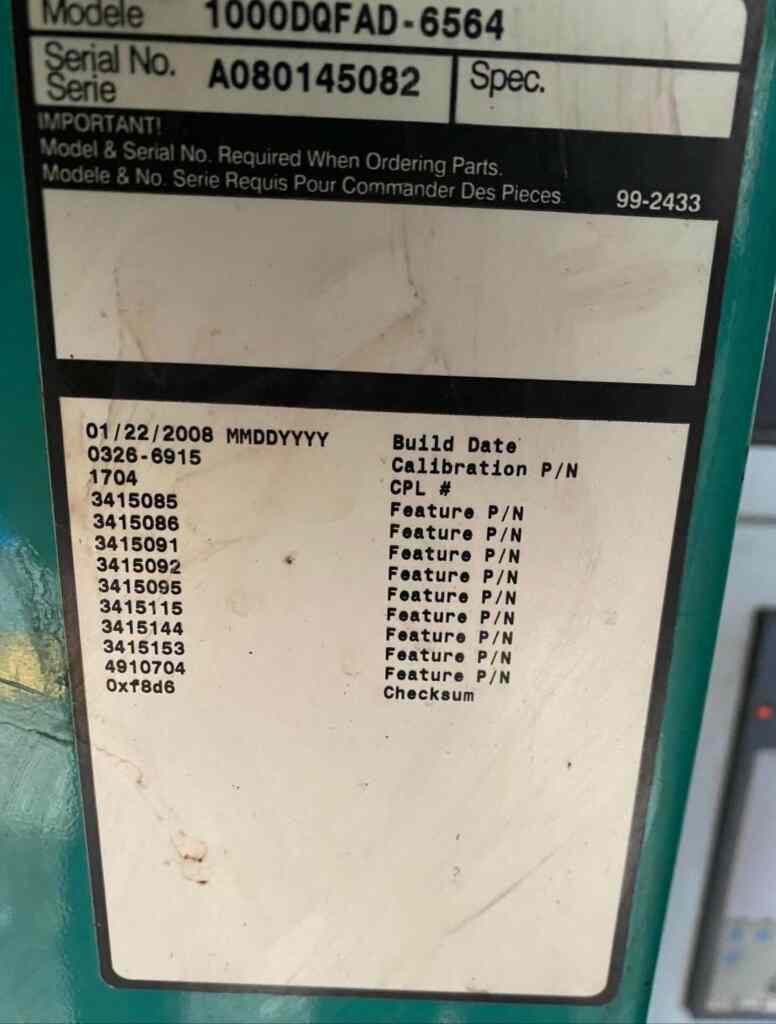 Modele 1000DQFAD-6564
Serial No. A080145082 Spec.
Serie
IMPORTANT!
Model & Serial No. Required When Ordering Parts.
Modele & No. Serie Requis Pour Commander Des Pieces. 99-2433
01/22/2008 MMDDYYYY Build Date
0326-6915 Calibration P/N
1704 CPL #
3415085 Feature P/N
3415086 Feature P/N
3415091 Feature P/N
3415092 Feature P/N
3415095 Feature P/N
3415115 Feature P/N
3415144 Feature P/N
3415153 Feature P/N
4910704 Feature P/N
0xf8d6 Checksum